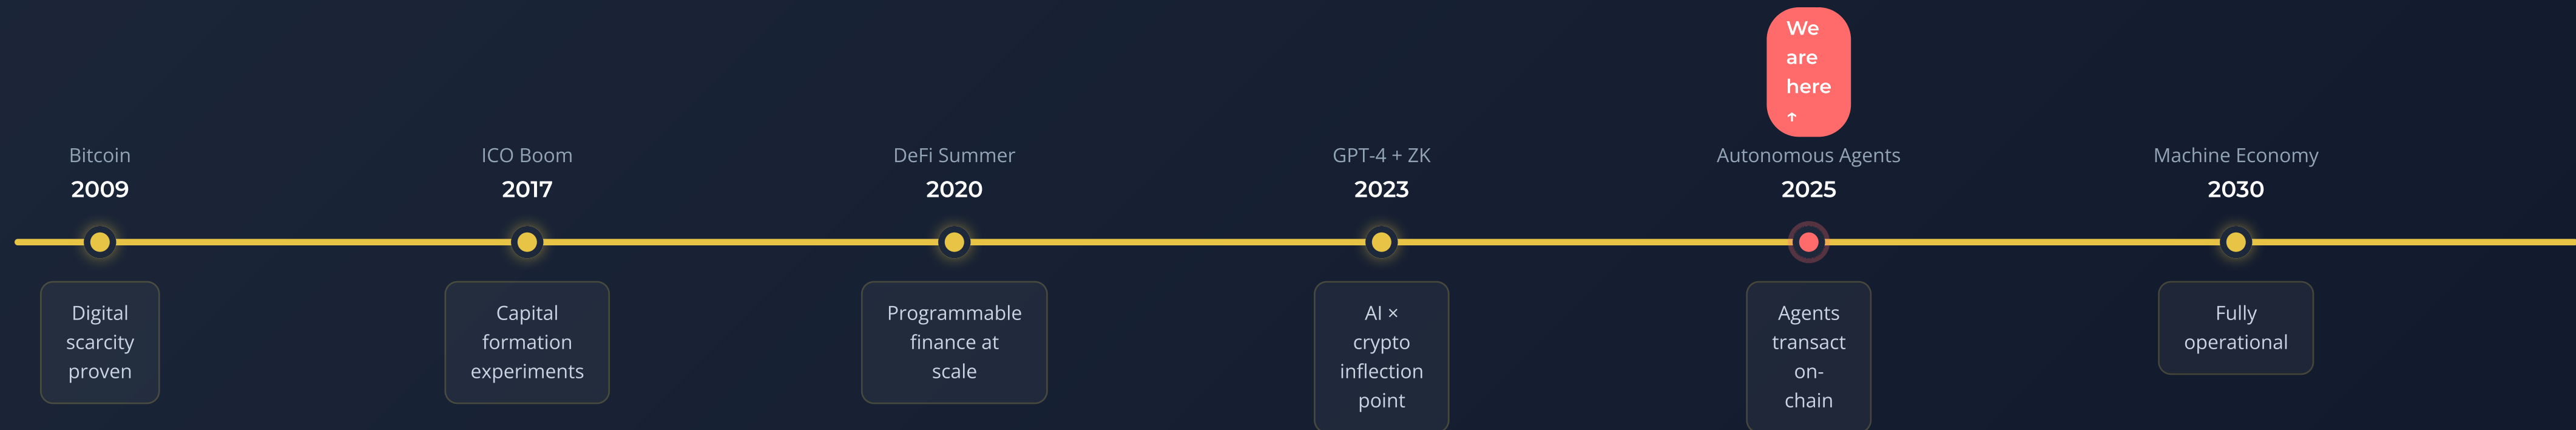 We
are
here
↑
Bitcoin
2009
Digital
scarcity
proven
ICO Boom
2017
Capital
formation
experiments
DeFi Summer
2020
Programmable
finance at
scale
GPT-4 + ZK
2023
AI ×
crypto
inflection
point
Autonomous Agents
2025
Agents
transact
on-
chain
Machine Economy
2030
Fully
operational